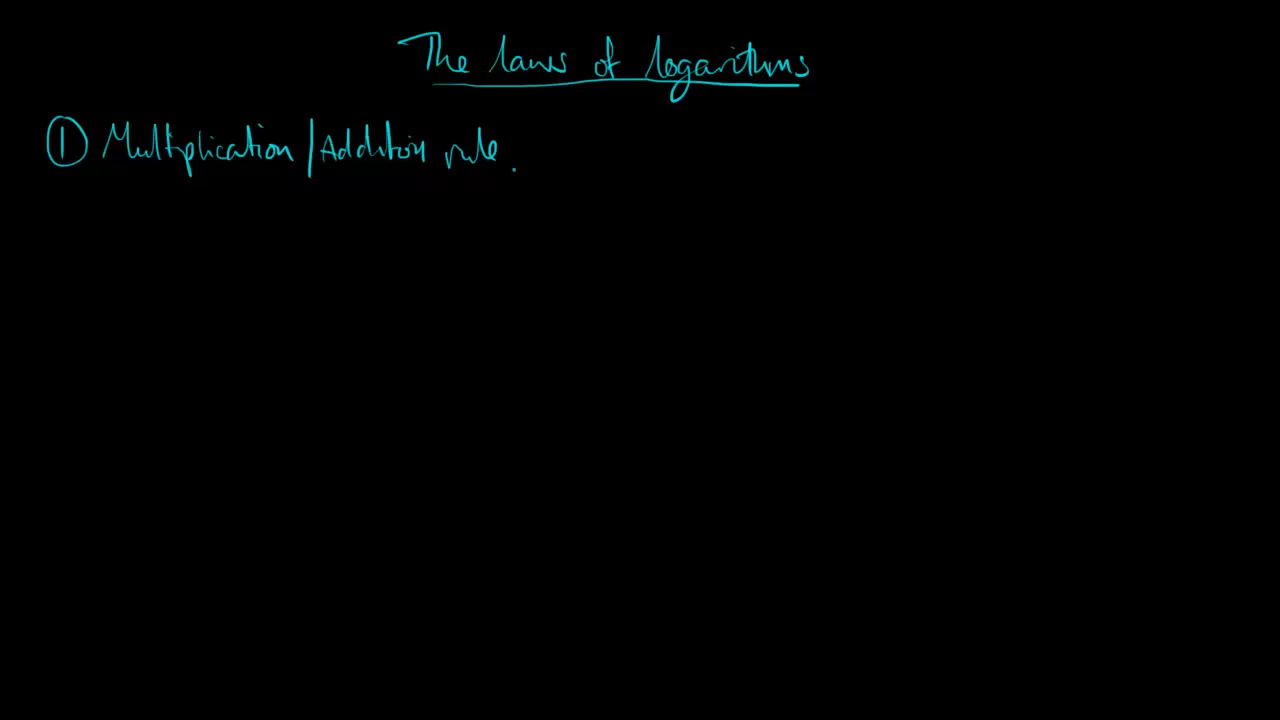 The laws of logarithms
① Multiplication/Addition rule.